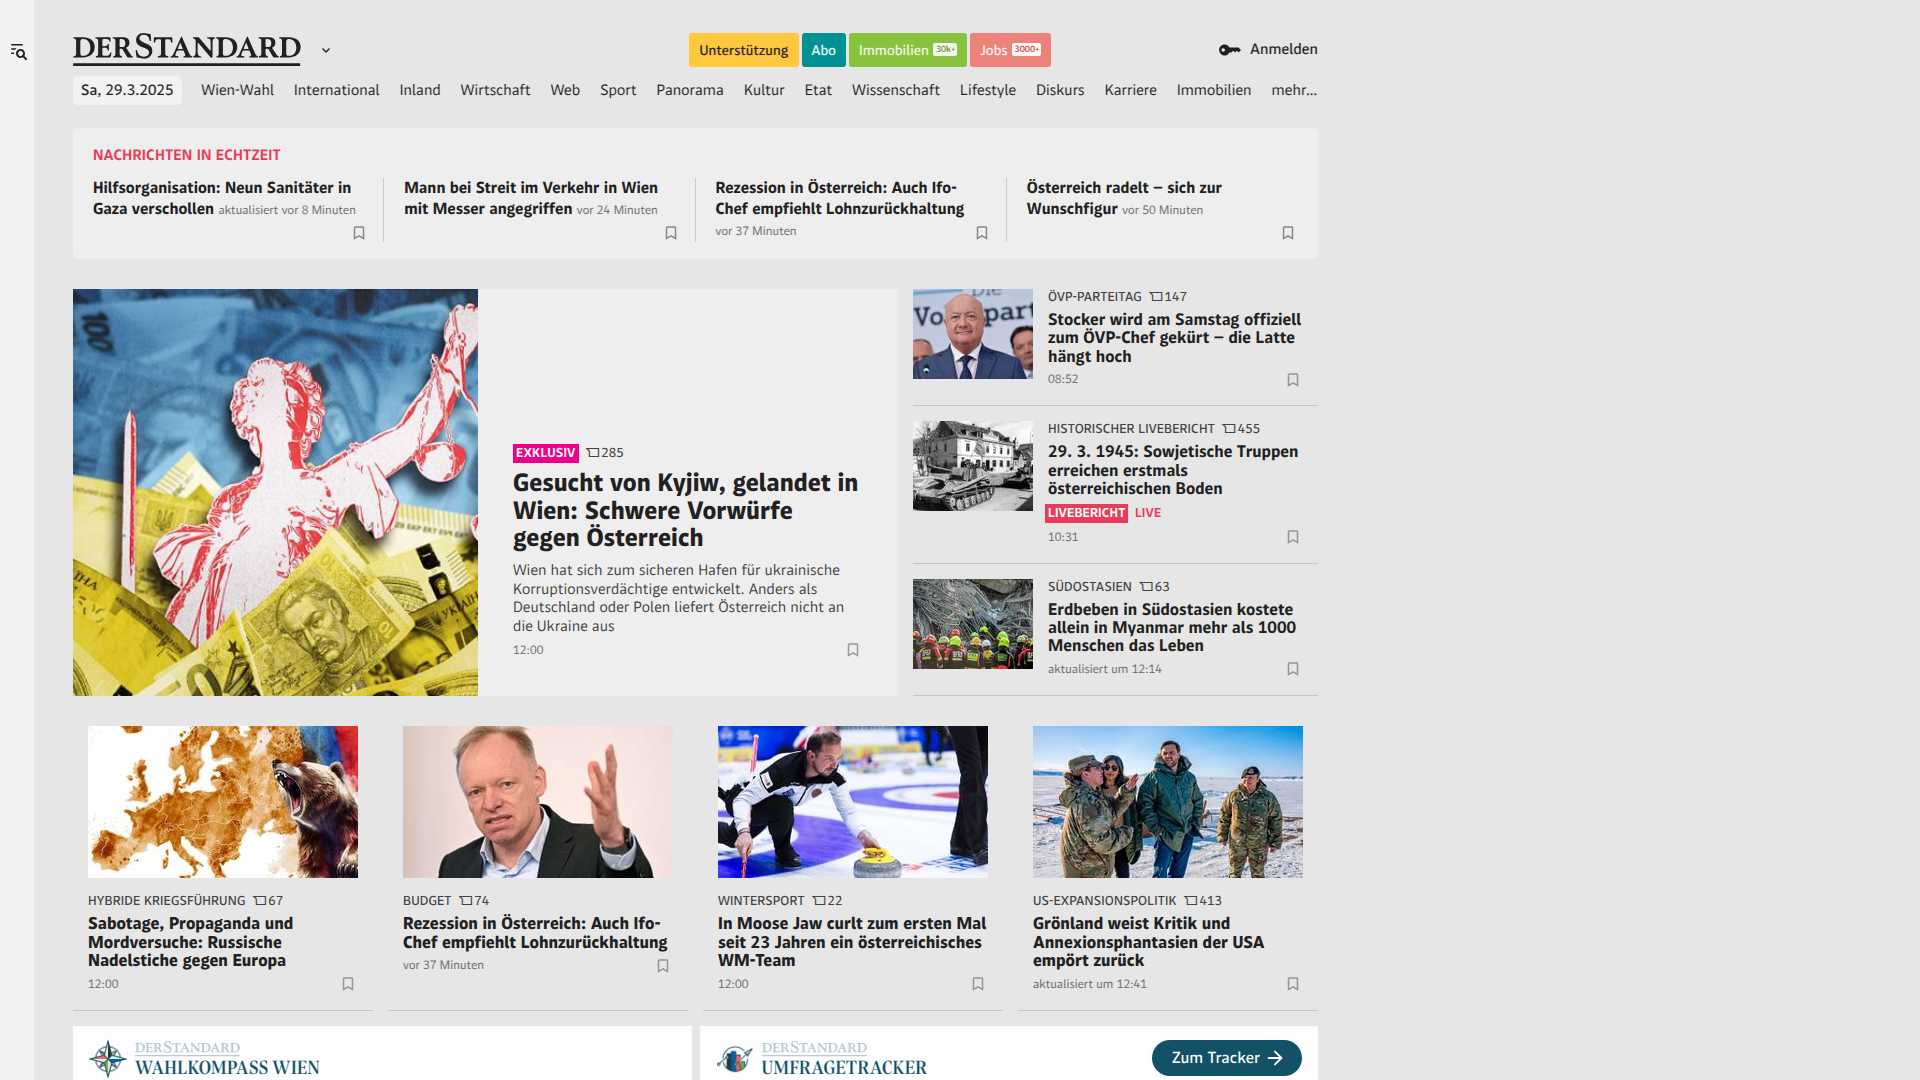 DERSTANDARD
Unterstützung
Abo
Immobilien 30k+
Jobs 3000+
Anmelden
Sa, 29.3.2025 Wien-Wahl International Inland Wirtschaft Web Sport Panorama Kultur Etat Wissenschaft Lifestyle Diskurs Karriere Immobilien mehr...
NACHRICHTEN IN ECHTZEIT
Hilfsorganisation: Neun Sanitäter in
Gaza verschollen aktualisiert vor 8 Minuten
Mann bei Streit im Verkehr in Wien
mit Messer angegriffen vor 24 Minuten
Rezession in Österreich: Auch Ifo-
Chef empfiehlt Lohnzurückhaltung
vor 37 Minuten
Österreich radelt – sich zur
Wunschfigur vor 50 Minuten
100
EXKLUSIV 285
Gesucht von Kyjiw, gelandet in
Wien: Schwere Vorwürfe
gegen Österreich
Wien hat sich zum sicheren Hafen für ukrainische
Korruptionsverdächtige entwickelt. Anders als
Deutschland oder Polen liefert Österreich nicht an
die Ukraine aus
12:00
ÖVP-PARTEITAG 147
Stocker wird am Samstag offiziell
zum ÖVP-Chef gekürt – die Latte
hängt hoch
08:52
HISTORISCHER LIVEBERICHT 455
29. 3. 1945: Sowjetische Truppen
erreichen erstmals
österreichischen Boden
LIVEBERICHT LIVE
10:31
SÜDOSTASIEN 63
Erdbeben in Südostasien kostete
allein in Myanmar mehr als 1000
Menschen das Leben
aktualisiert um 12:14
HYBRIDE KRIEGSFÜHRUNG 67
Sabotage, Propaganda und
Mordversuche: Russische
Nadelstiche gegen Europa
12:00
BUDGET 74
Rezession in Österreich: Auch Ifo-
Chef empfiehlt Lohnzurückhaltung
vor 37 Minuten
WINTERSPORT 22
In Moose Jaw curlt zum ersten Mal
seit 23 Jahren ein österreichisches
WM-Team
12:00
US-EXPANSIONSPOLITIK 413
Grönland weist Kritik und
Annexionsphantasien der USA
empört zurück
aktualisiert um 12:41
DERSTANDARD
WAHLKOMPASS WIEN
DERSTANDARD
UMFRAGETRACKER
Zum Tracker